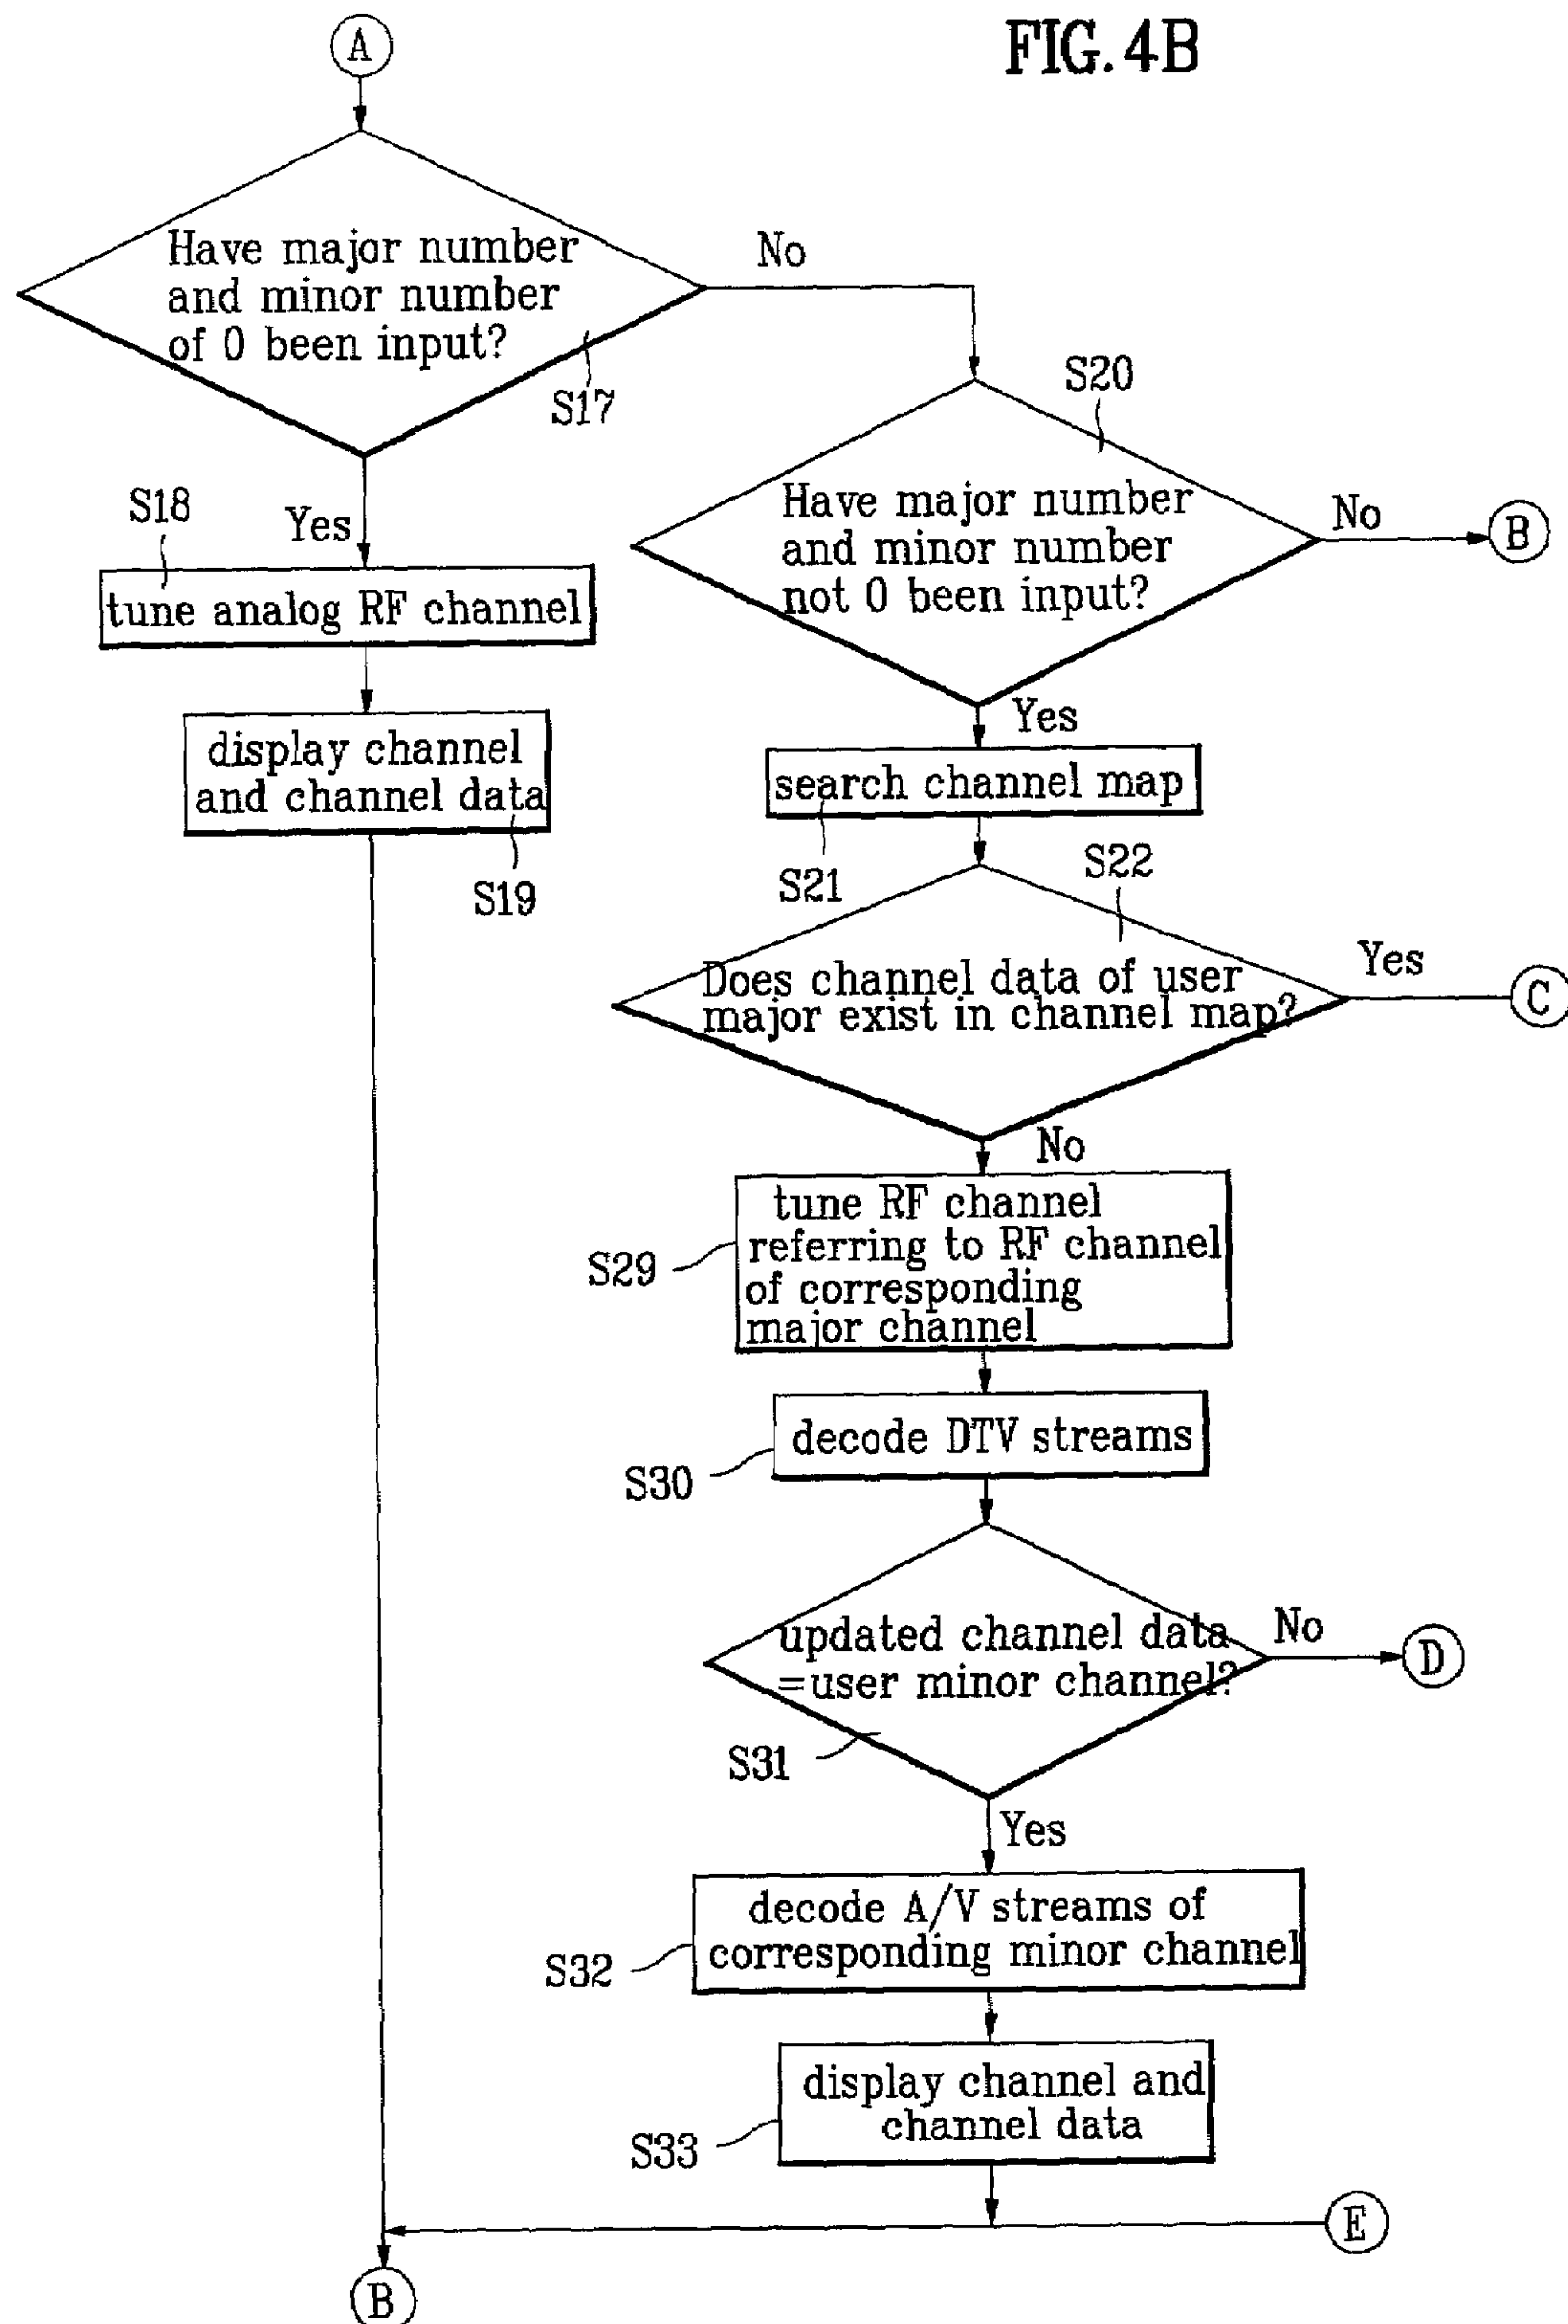 FIG. 4B
A
Have major number
and minor number
of 0 been input?
No
S17
S18
Yes
tune analog RF channel
display channel
and channel data
S19
S20
Have major number
and minor number
not 0 been input?
No
B
Yes
search channel map
S21
S22
Does channel data of user
major exist in channel map?
Yes
C
No
tune RF channel
referring to RF channel
of corresponding
major channel
S29
decode DTV streams
S30
updated channel data
=user minor channel?
No
D
S31
Yes
decode A/V streams of
corresponding minor channel
S32
display channel and
channel data
S33
E
B